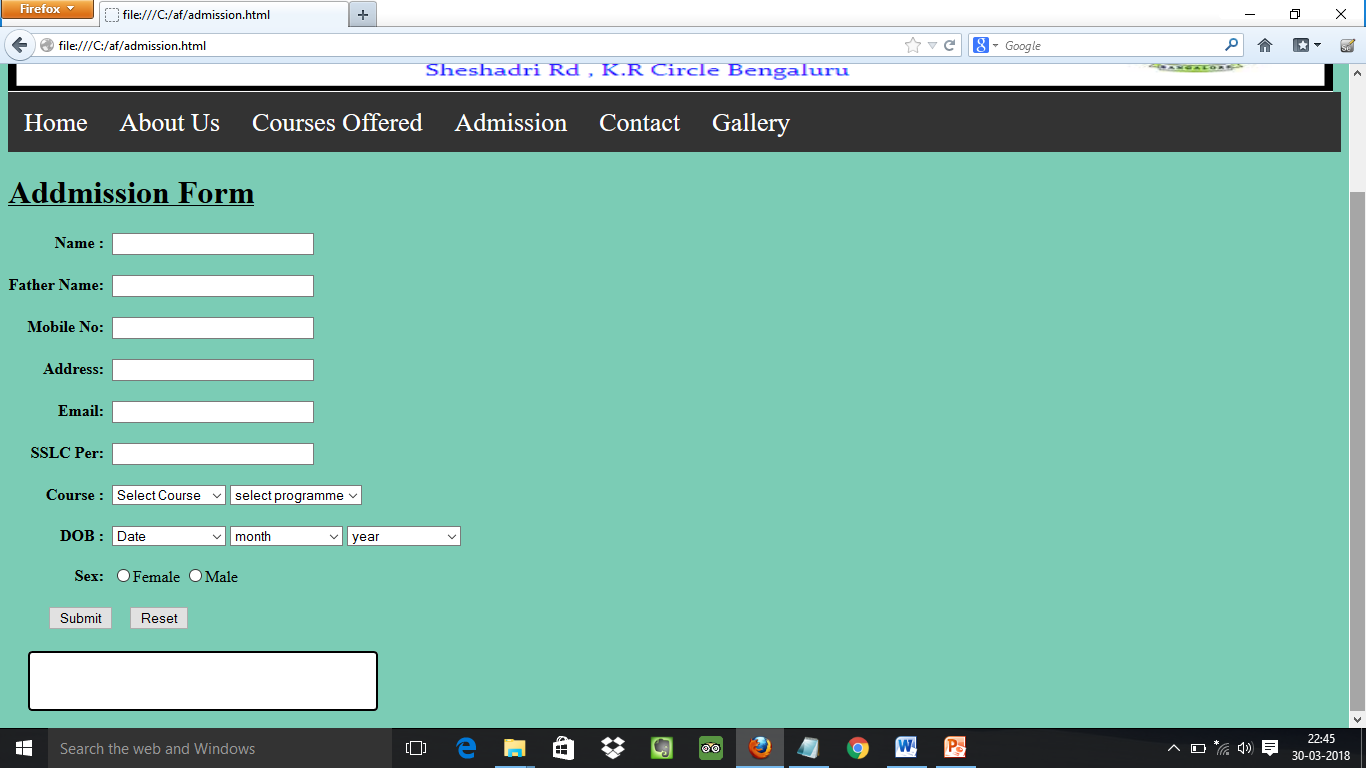 Firefox
file:///C:/af/admission.html
file:///C:/af/admission.html
Google
Sheshadri Rd , K.R Circle Bengaluru
BANGALORE
Home About Us Courses Offered Admission Contact Gallery
Addmission Form
Name :
Father Name:
Mobile No:
Address:
Email:
SSLC Per:
Course : Select Course select programme
DOB : Date month year
Sex: Female Male
Submit Reset
Search the web and Windows
22:45
30-03-2018